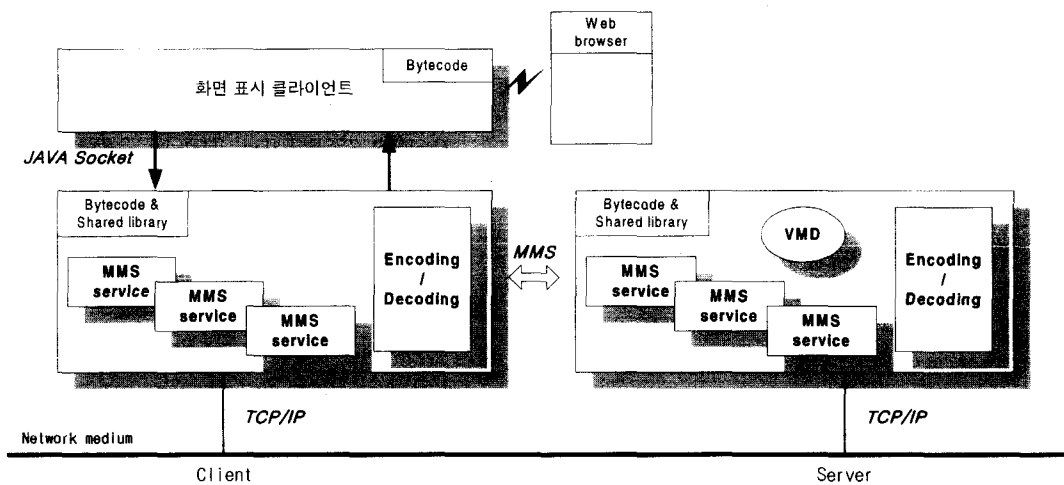 Web
browser
Bytecode
화면 표시 클라이언트
JAVA Socket
Bytecode &
Shared library
MMS
service
MMS
service
MMS
service
Encoding
/
Decoding
MMS
Bytecode &
Shared library
VMD
MMS
service
MMS
service
MMS
service
Encoding
/
Decoding
TCP/IP
TCP/IP
Network medium
Client
Server